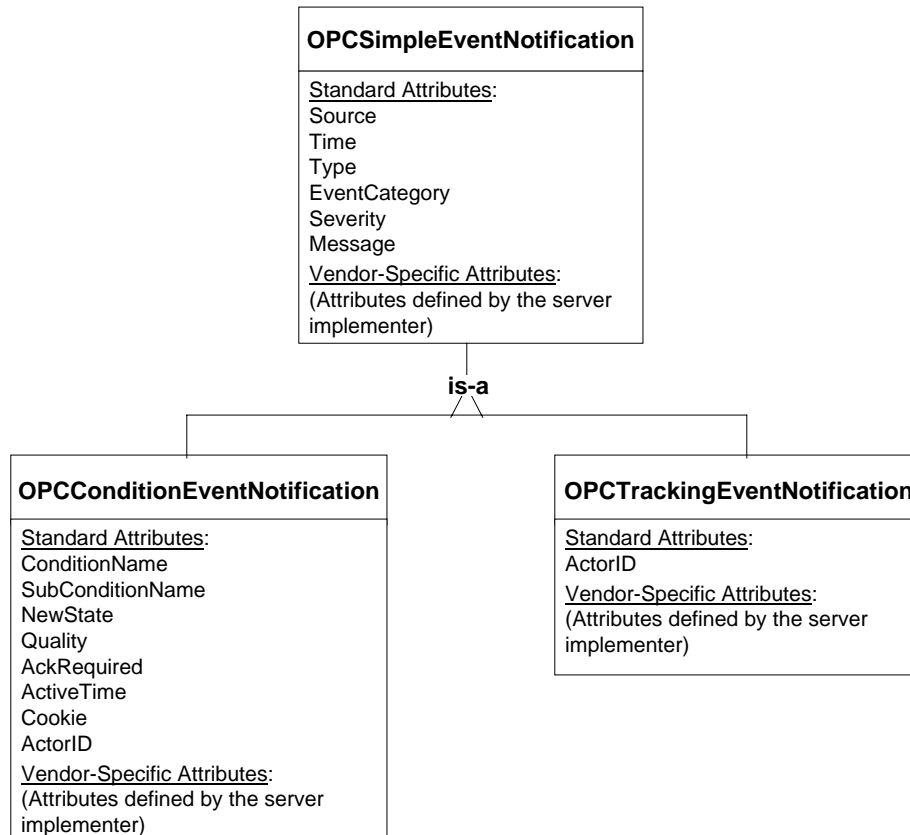 OPCSimpleEventNotification
Standard Attributes:
Source
Time
Type
EventCategory
Severity
Message
Vendor-Specific Attributes:
(Attributes defined by the server
implementer)
is-a
OPCConditionEventNotification
Standard Attributes:
ConditionName
SubConditionName
NewState
Quality
AckRequired
ActiveTime
Cookie
ActorID
Vendor-Specific Attributes:
(Attributes defined by the server
implementer)
OPCTrackingEventNotification
Standard Attributes:
ActorID
Vendor-Specific Attributes:
(Attributes defined by the server
implementer)